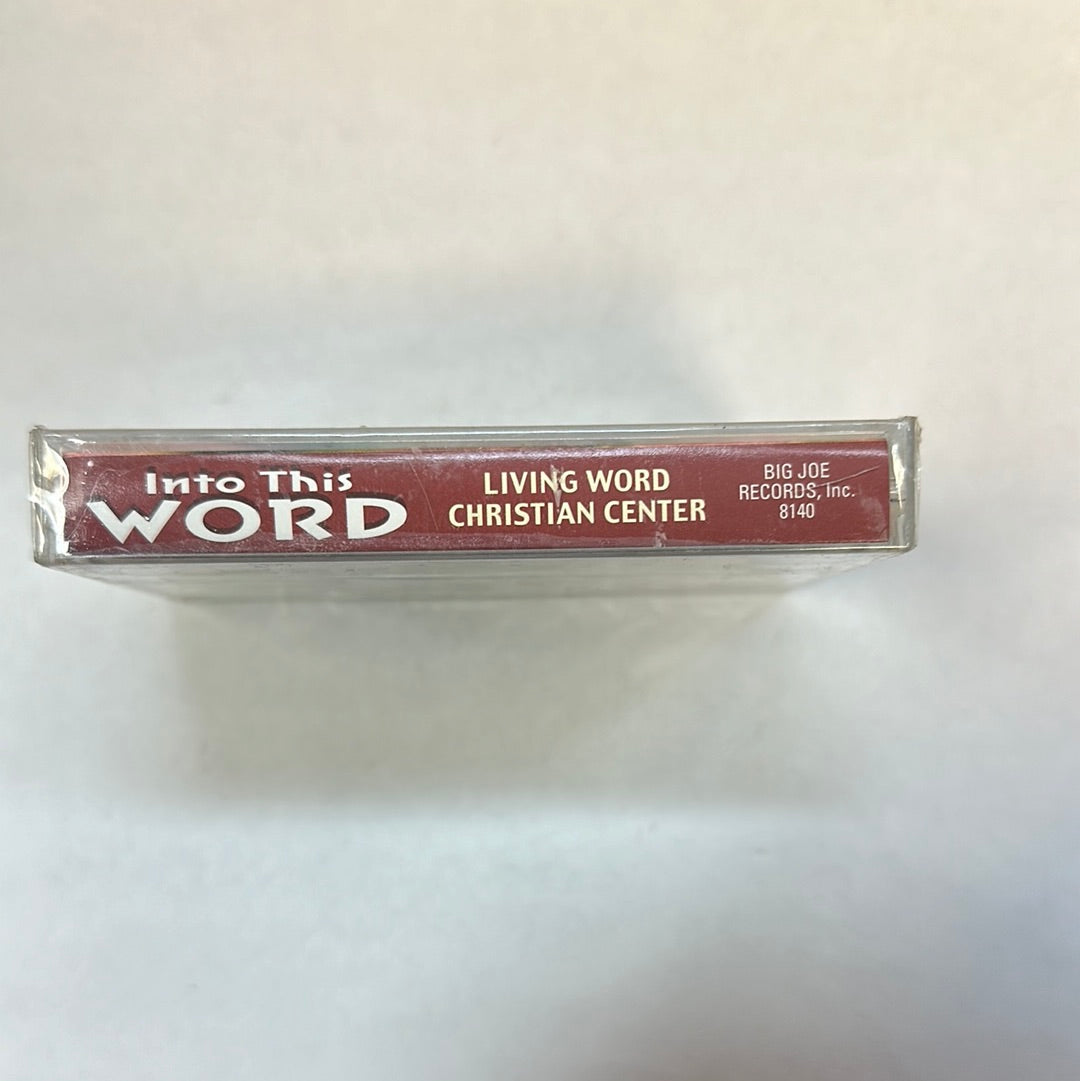 Into This
WORD
LIVING WORD
CHRISTIAN CENTER
BIG JOE
RECORDS, Inc.
8140